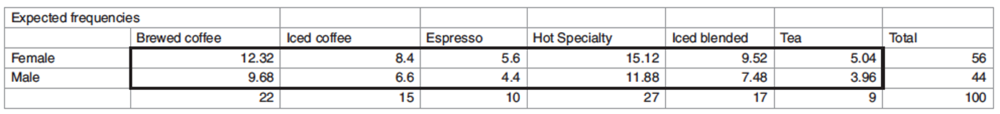 Expected frequencies
Brewed coffee Iced coffee Espresso Hot Specialty Iced blended Tea Total
Female 12.32 8.4 5.6 15.12 9.52 5.04 56
Male 9.68 6.6 4.4 11.88 7.48 3.96 44
22 15 10 27 17 9 100